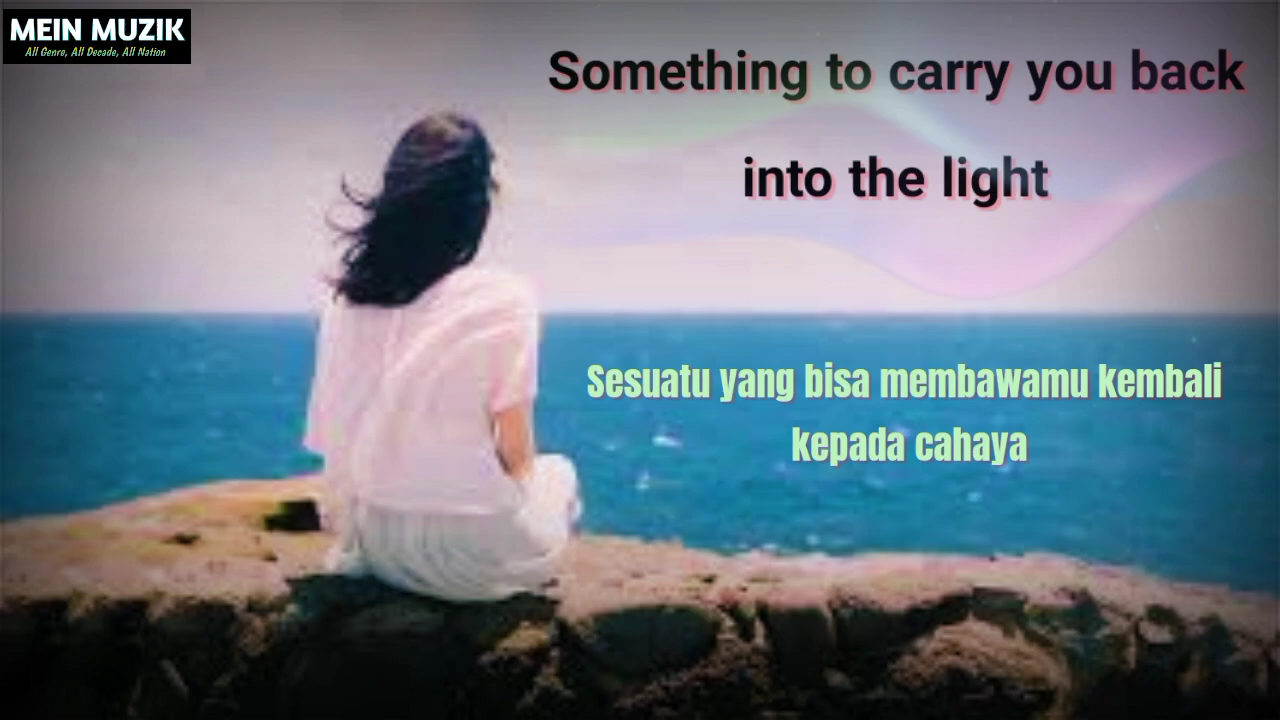 MEIN MUZIK
All Genre, All Decade, All Nation
Something to carry you back
into the light
Sesuatu yang bisa membawamu kembali
kepada cahaya